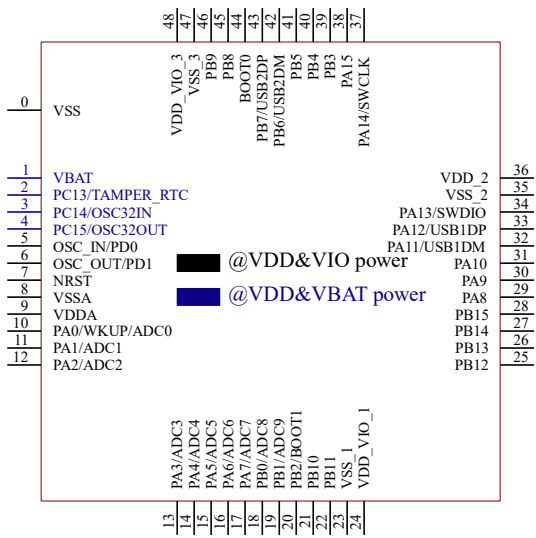 48
47
46
45
44
43
42
41
40
39
38
37
VDD_VIO_3
VSS_3
PB9
PB8
BOOT0
PB7/USB2DP
PB6/USB2DM
PB5
PB4
PB3
PA15
PA14/SWCLK
0 VSS
1 VBAT
2 PC13/TAMPER_RTC
3 PC14/OSC32IN
4 PC15/OSC32OUT
5 OSC_IN/PD0
6 OSC_OUT/PD1
7 NRST
8 VSSA
9 VDDA
10 PA0/WKUP/ADC0
11 PA1/ADC1
12 PA2/ADC2
@VDD&VIO power
@VDD&VBAT power
VDD_2 36
VSS_2 35
PA13/SWDIO 34
PA12/USB1DP 33
PA11/USB1DM 32
PA10 31
PA9 30
PA8 29
PB15 28
PB14 27
PB13 26
PB12 25
PA3/ADC3
PA4/ADC4
PA5/ADC5
PA6/ADC6
PA7/ADC7
PB0/ADC8
PB1/ADC9
PB2/BOOT1
PB10
PB11
VSS_1
VDD_VIO_1
13
14
15
16
17
18
19
20
21
22
23
24